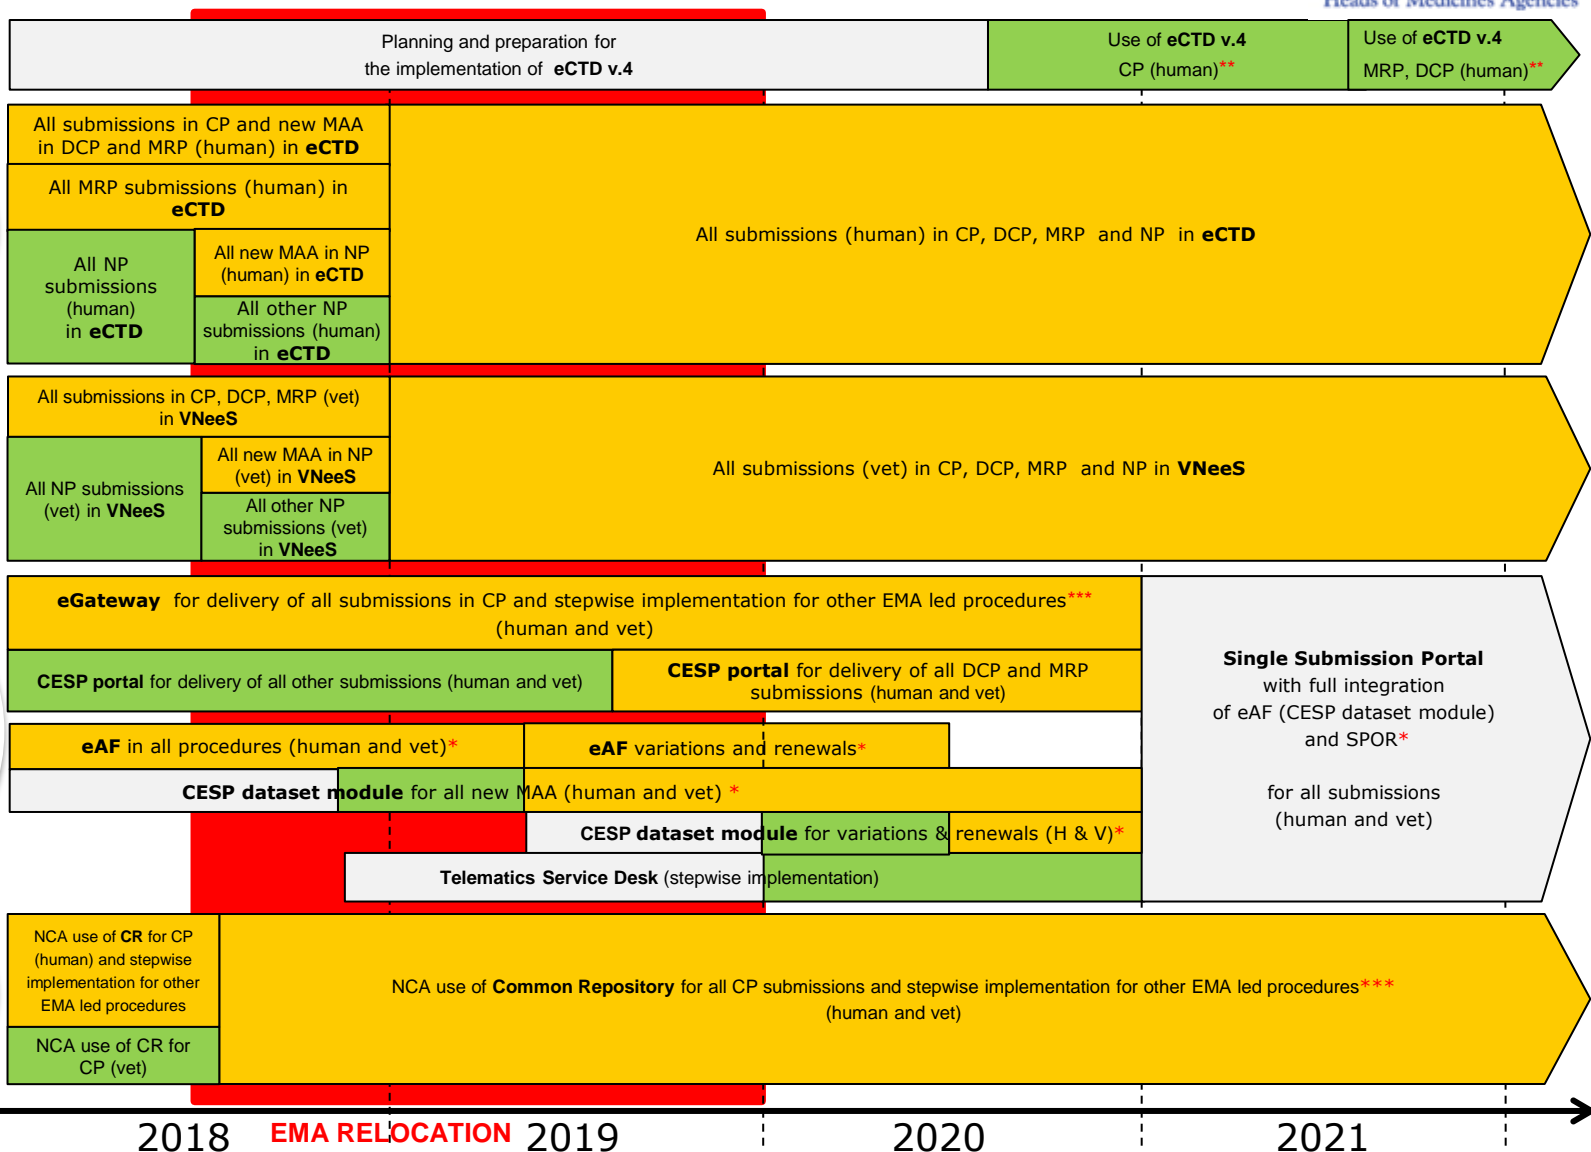 Heads of Medicines Agencies
Planning and preparation for
the implementation of eCTD v.4
Use of eCTD v.4
CP (human)**
Use of eCTD v.4
MRP, DCP (human)**
All submissions in CP and new MAA
in DCP and MRP (human) in eCTD
All MRP submissions (human) in
eCTD
All NP
submissions
(human)
in eCTD
All new MAA in NP
(human) in eCTD
All other NP
submissions (human)
in eCTD
All submissions (human) in CP, DCP, MRP and NP in eCTD
All submissions in CP, DCP, MRP (vet)
in VNeeS
All NP submissions
(vet) in VNeeS
All new MAA in NP
(vet) in VNeeS
All other NP
submissions (vet)
in VNeeS
All submissions (vet) in CP, DCP, MRP and NP in VNeeS
eGateway for delivery of all submissions in CP and stepwise implementation for other EMA led procedures***
(human and vet)
CESP portal for delivery of all other submissions (human and vet)
CESP portal for delivery of all DCP and MRP
submissions (human and vet)
eAF in all procedures (human and vet)*
eAF variations and renewals*
CESP dataset module for all new MAA (human and vet) *
CESP dataset module for variations & renewals (H & V)*
Telematics Service Desk (stepwise implementation)
Single Submission Portal
with full integration
of eAF (CESP dataset module)
and SPOR*
for all submissions
(human and vet)
NCA use of CR for CP
(human) and stepwise
implementation for other
EMA led procedures
NCA use of CR for
CP (vet)
NCA use of Common Repository for all CP submissions and stepwise implementation for other EMA led procedures***
(human and vet)
2018 EMA RELOCATION 2019 2020 2021